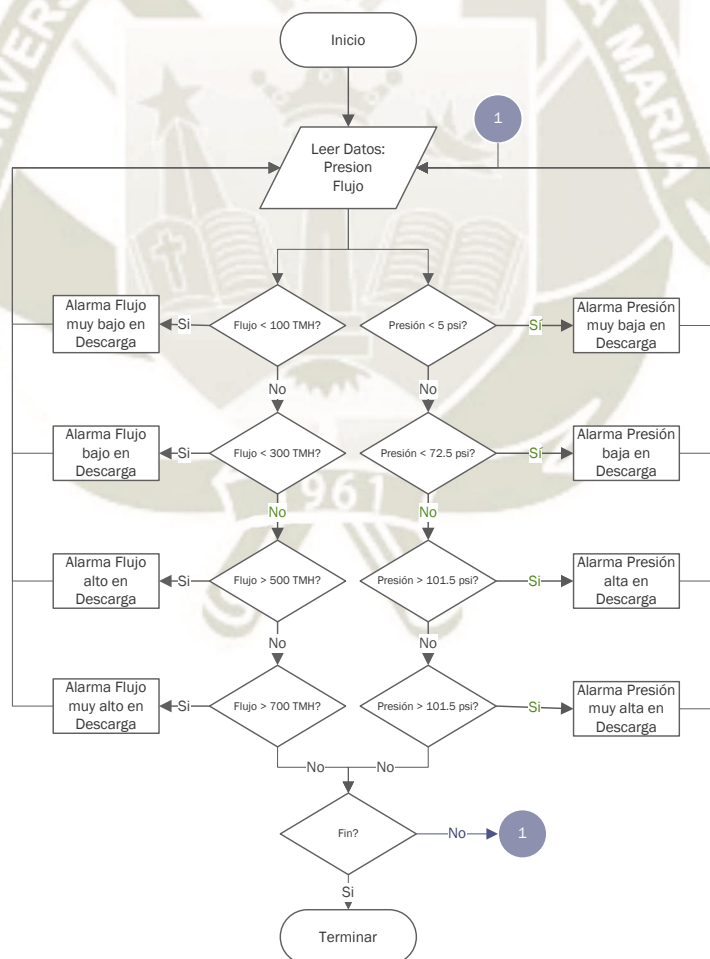 Inicio
1
Leer Datos:
Presion
Flujo
Alarma Flujo
muy bajo en
Descarga
Si
Flujo < 100 TMH?
Presión < 5 psi?
Sí
Alarma Presión
muy baja en
Descarga
No
No
Alarma Flujo
bajo en
Descarga
Si
Flujo < 300 TMH?
Presión < 72.5 psi?
Sí
Alarma Presión
baja en
Descarga
961
No
No
Alarma Flujo
alto en
Descarga
Si
Flujo > 500 TMH?
Presión > 101.5 psi?
Si
Alarma Presión
alta en
Descarga
No
No
Alarma Flujo
muy alto en
Descarga
Si
Flujo > 700 TMH?
Presión > 101.5 psi?
Si
Alarma Presión
muy alta en
Descarga
No
No
Fin?
No
1
Si
Terminar
MARIA